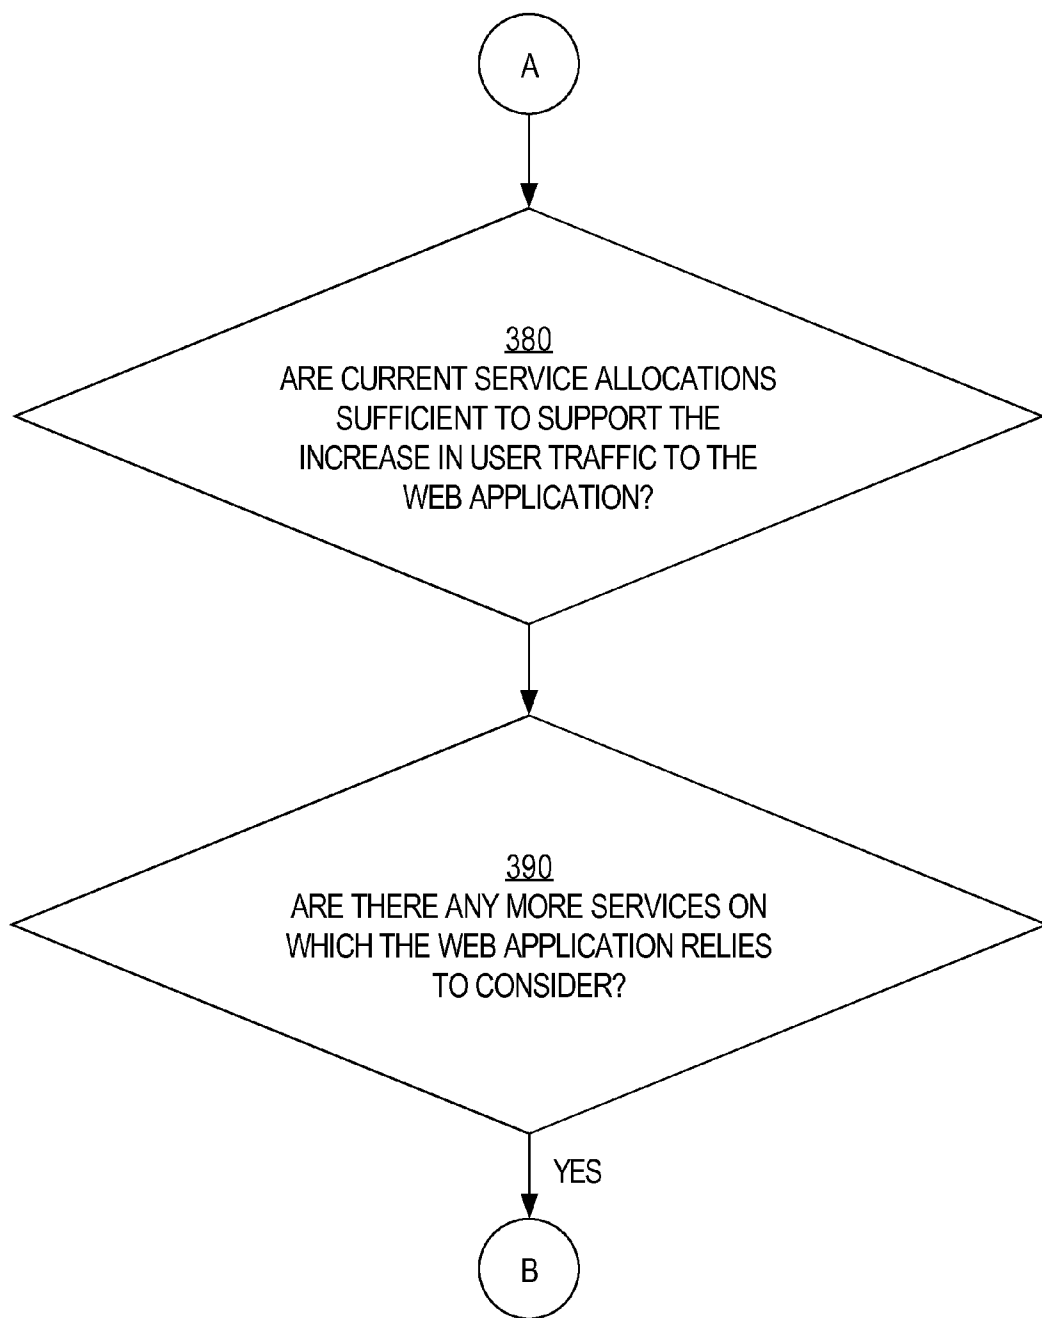 A
380
ARE CURRENT SERVICE ALLOCATIONS
SUFFICIENT TO SUPPORT THE
INCREASE IN USER TRAFFIC TO THE
WEB APPLICATION?
390
ARE THERE ANY MORE SERVICES ON
WHICH THE WEB APPLICATION RELIES
TO CONSIDER?
YES
B